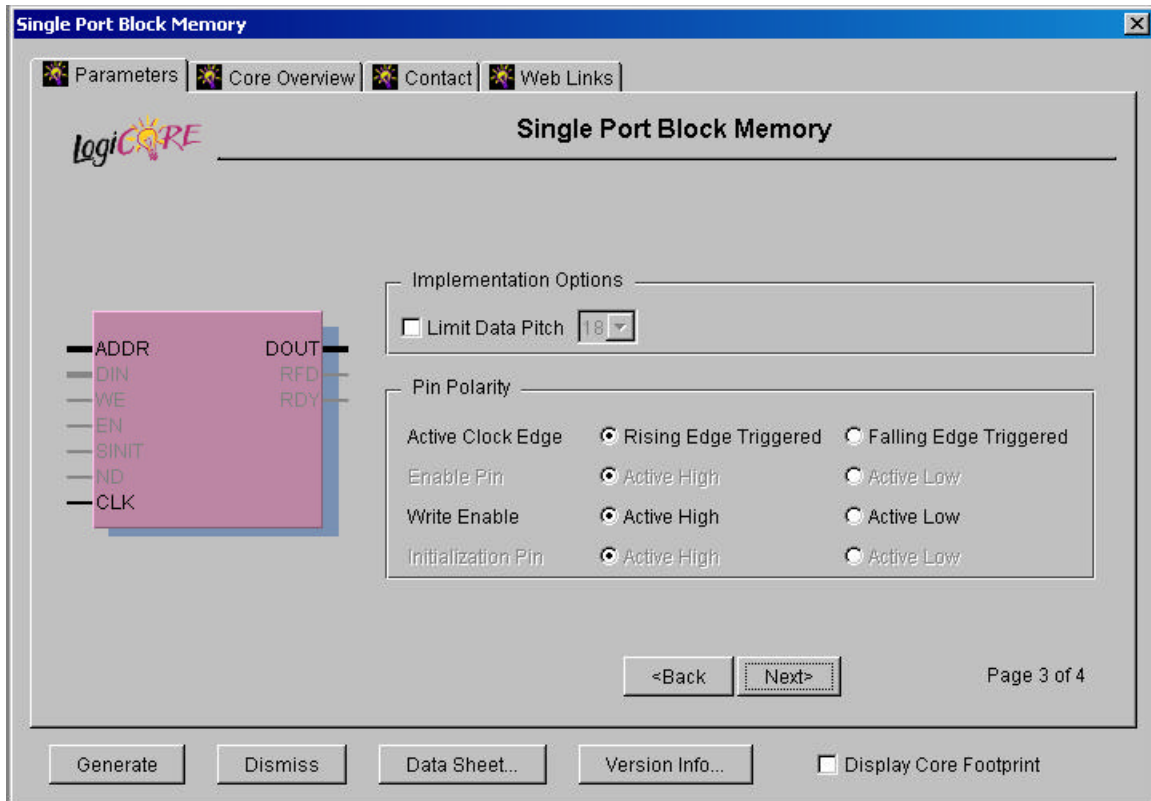 Single Port Block Memory
Parameters
Core Overview
Contact
Web Links
LogiCORE
Single Port Block Memory
ADDR
DIN
WE
EN
SINIT
ND
CLK
DOUT
RFD
RDY
Implementation Options
Limit Data Pitch 18
Pin Polarity
Active Clock Edge Rising Edge Triggered Falling Edge Triggered
Enable Pin Active High Active Low
Write Enable Active High Active Low
Initialization Pin Active High Active Low
<Back Next> Page 3 of 4
Generate Dismiss Data Sheet... Version Info... Display Core Footprint